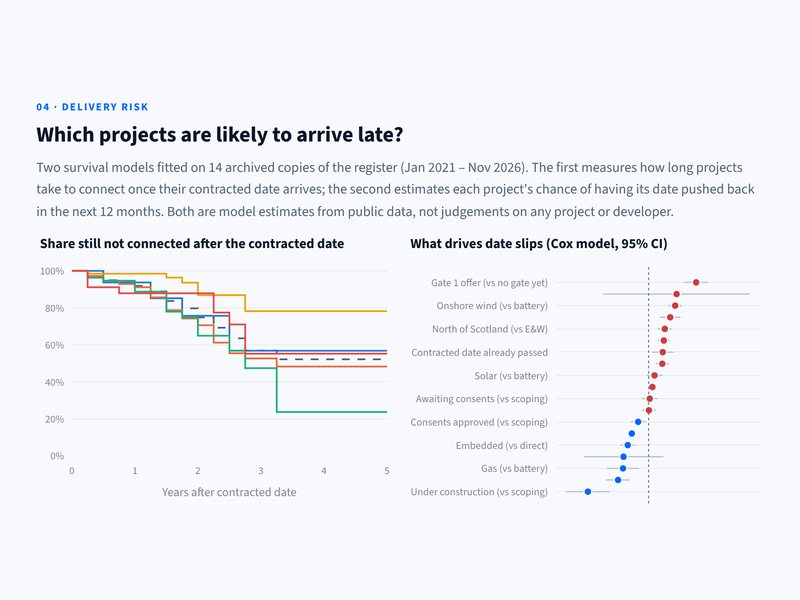 04 · DELIVERY RISK
Which projects are likely to arrive late?
Two survival models fitted on 14 archived copies of the register (Jan 2021 – Nov 2026). The first measures how long projects
take to connect once their contracted date arrives; the second estimates each project's chance of having its date pushed back
in the next 12 months. Both are model estimates from public data, not judgements on any project or developer.
Share still not connected after the contracted date
100%
80%
60%
40%
20%
0%
0 1 2 3 4 5
Years after contracted date
What drives date slips (Cox model, 95% CI)
Gate 1 offer (vs no gate yet)
Onshore wind (vs battery)
North of Scotland (vs E&W)
Contracted date already passed
Solar (vs battery)
Awaiting consents (vs scoping)
Consents approved (vs scoping)
Embedded (vs direct)
Gas (vs battery)
Under construction (vs scoping)